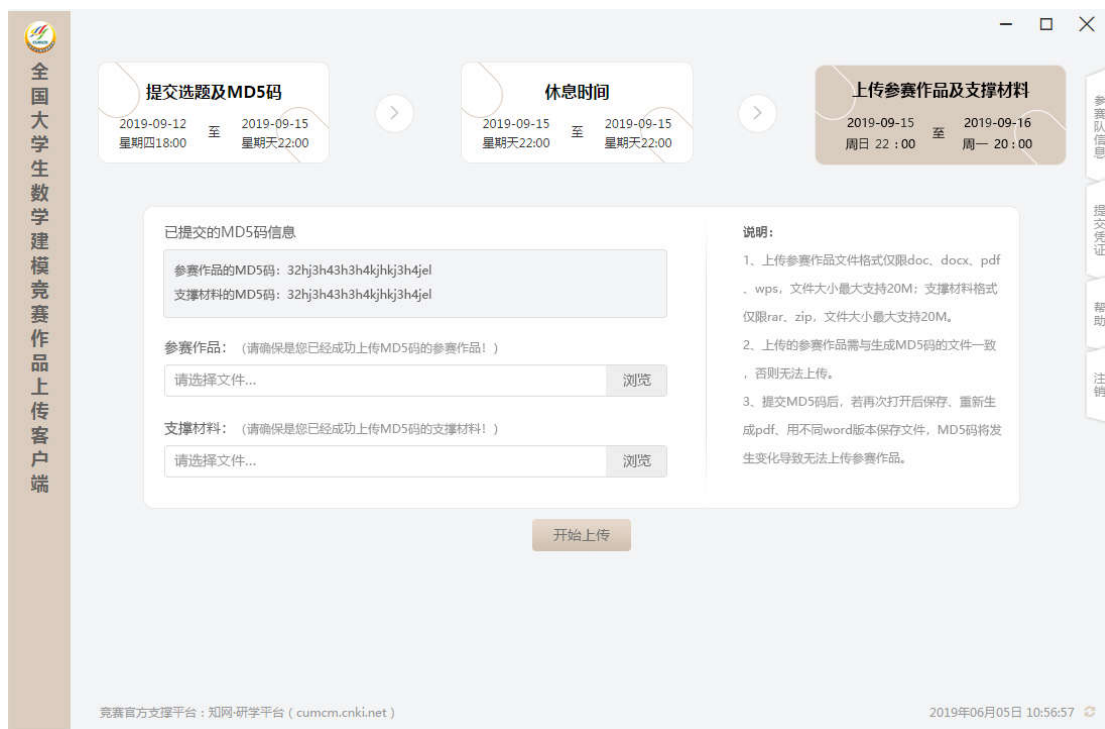 CUMCM
全国大学生数学建模竞赛作品上传客户端
提交选题及MD5码
2019-09-12 至 2019-09-15
星期四18:00 星期天22:00
休息时间
2019-09-15 至 2019-09-15
星期天22:00 星期天22:00
上传参赛作品及支撑材料
2019-09-15 至 2019-09-16
周日 22：00 周一 20：00
参赛队信息
提交凭证
帮助
注销
已提交的MD5码信息
参赛作品的MD5码：32hj3h43h3h4kjhkj3h4jel
支撑材料的MD5码：32hj3h43h3h4kjhkj3h4jel
参赛作品：（请确保是您已经成功上传MD5码的参赛作品！）
请选择文件... 浏览
支撑材料：（请确保是您已经成功上传MD5码的支撑材料！）
请选择文件... 浏览
说明：
1、上传参赛作品文件格式仅限doc、docx、pdf
、wps，文件大小最大支持20M；支撑材料格式
仅限rar、zip，文件大小最大支持20M。
2、上传的参赛作品需与生成MD5码的文件一致
，否则无法上传。
3、提交MD5码后，若再次打开后保存、重新生
成pdf、用不同word版本保存文件，MD5码将发
生变化导致无法上传参赛作品。
开始上传
竞赛官方支撑平台：知网·研学平台（cumcm.cnki.net）
2019年06月05日 10:56:57